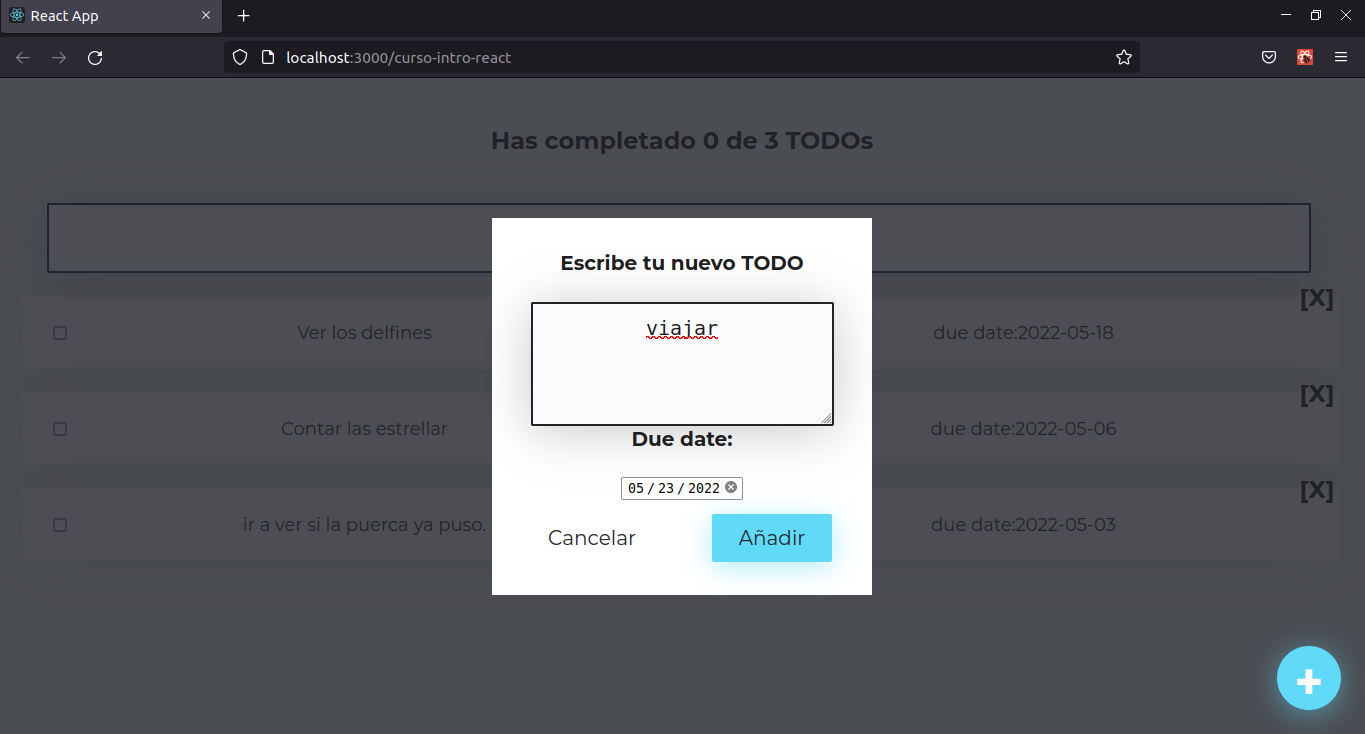 React App
localhost:3000/curso-intro-react
Has completado 0 de 3 TODOs
Escribe tu nuevo TODO
viajar
Due date:
05 / 23 / 2022
Cancelar
Añadir
[X]
Ver los delfines
due date:2022-05-18
[X]
Contar las estrellar
due date:2022-05-06
[X]
ir a ver si la puerca ya puso.
due date:2022-05-03